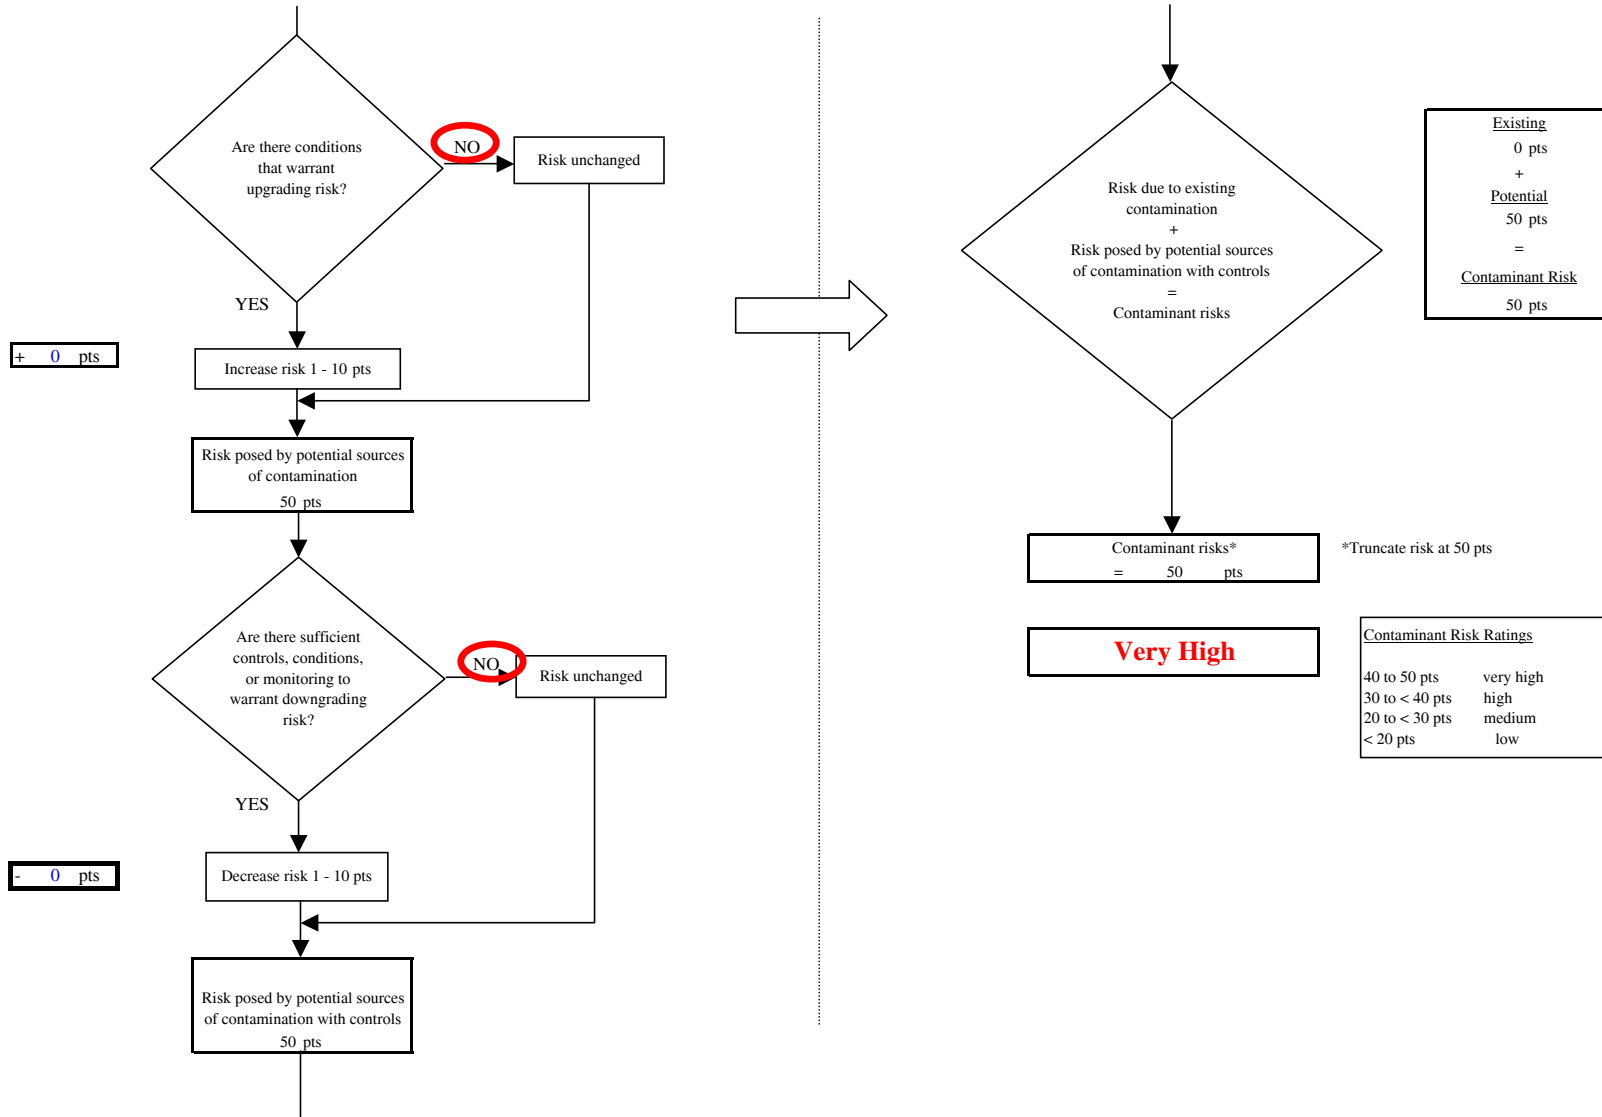 Are there conditions
that warrant
upgrading risk?
NO
Risk unchanged
YES
+ 0 pts
Increase risk 1 - 10 pts
Risk posed by potential sources
of contamination
50 pts
Are there sufficient
controls, conditions,
or monitoring to
warrant downgrading
risk?
NO
Risk unchanged
YES
- 0 pts
Decrease risk 1 - 10 pts
Risk posed by potential sources
of contamination with controls
50 pts
Risk due to existing
contamination
+
Risk posed by potential sources
of contamination with controls
=
Contaminant risks
Existing
0 pts
+
Potential
50 pts
=
Contaminant Risk
50 pts
Contaminant risks*
= 50 pts
*Truncate risk at 50 pts
Very High
Contaminant Risk Ratings
40 to 50 pts very high
30 to < 40 pts high
20 to < 30 pts medium
< 20 pts low